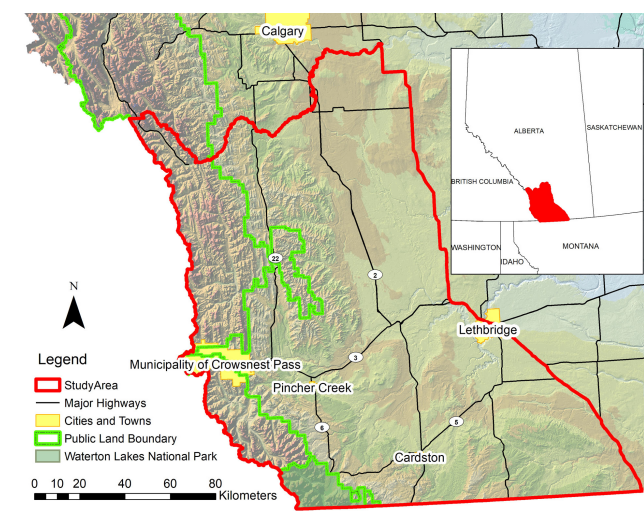 Calgary
ALBERTA
SASKATCHEWAN
BRITISH COLUMBIA
WASHINGTON
IDAHO
MONTANA
22
2
N
Lethbridge
3
Legend
Municipality of Crowsnest Pass
StudyArea
Pincher Creek
Major Highways
Cities and Towns
6
5
Public Land Boundary
Cardston
Waterton Lakes National Park
0 10 20 40 60 80
Kilometers